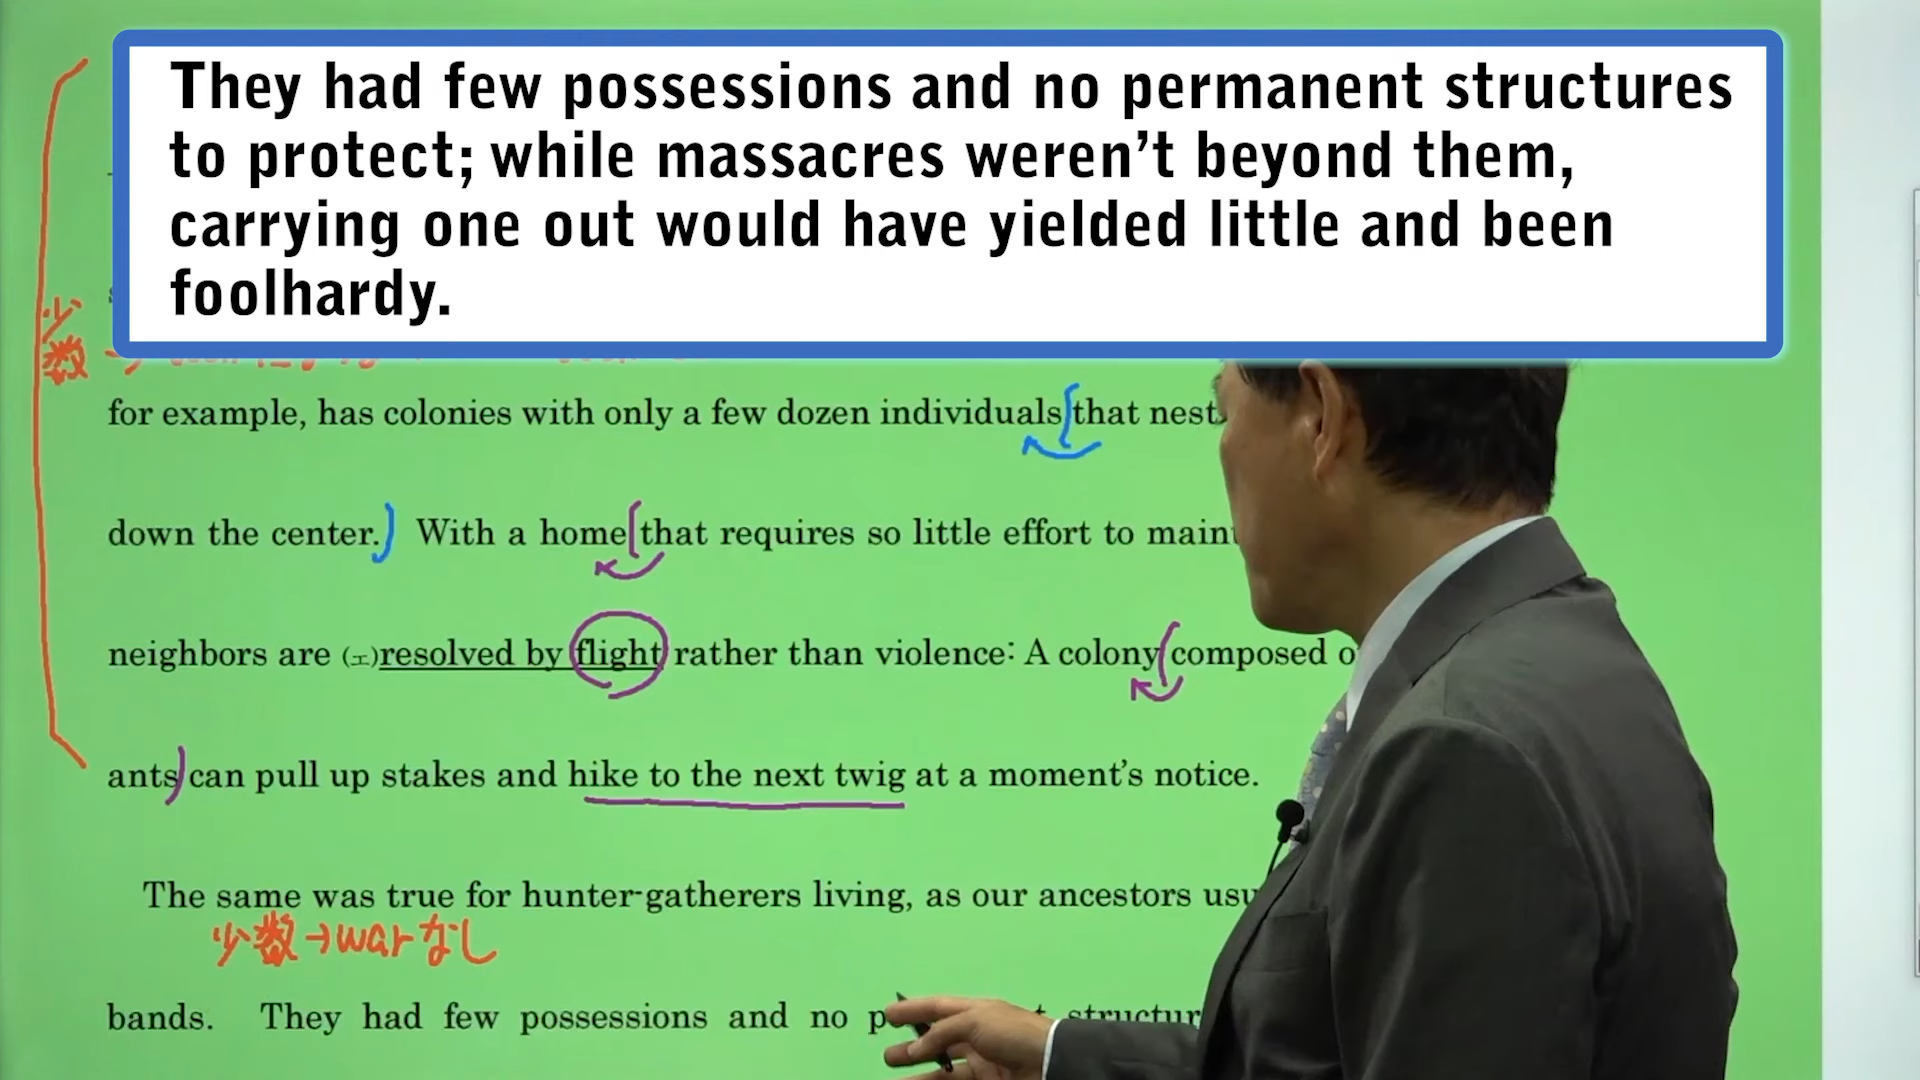 They had few possessions and no permanent structures
to protect; while massacres weren't beyond them,
carrying one out would have yielded little and been
foolhardy.
少
数
for example, has colonies with only a few dozen individuals that nest
down the center. With a home that requires so little effort to
neighbors are (エ)resolved by flight rather than violence: A colony composed
ants can pull up stakes and hike to the next twig at a moment's notice.
The same was true for hunter-gatherers living, as our ancestors
少数→warなし
bands. They had few possessions and no